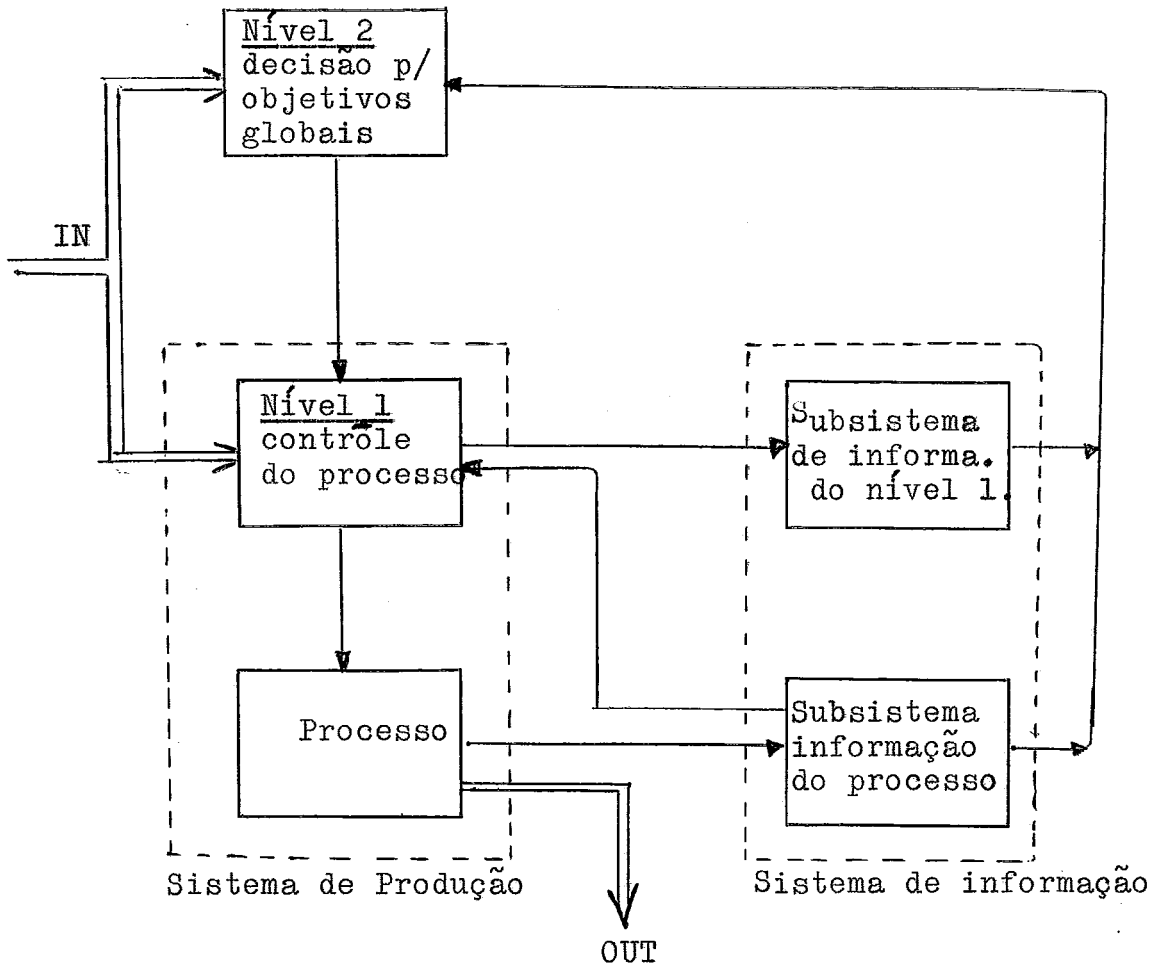 Nível 2
decisão p/
objetivos
globais
IN
Nível 1
contrôle
do processo
Subsistema
de informa.
do nível 1.
Processo
Subsistema
informação
do processo
Sistema de Produção
Sistema de informação
OUT